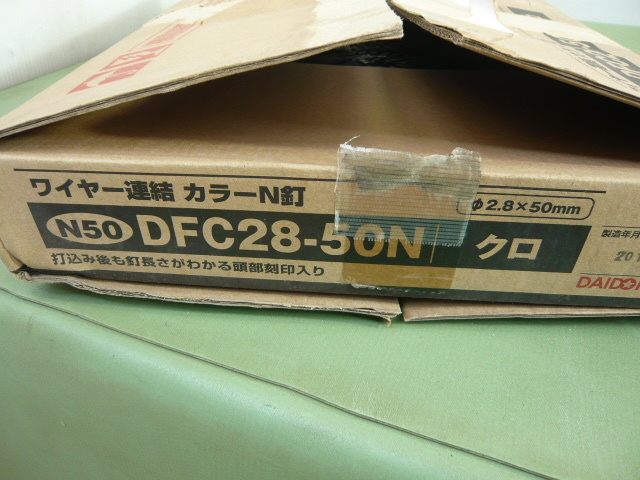 ワイヤー連結 カラーN釘
φ2.8×50mm
N50 DFC28-50N クロ
製造年月
201
打込み後も釘長さがわかる頭部刻印入り
DAIDOH